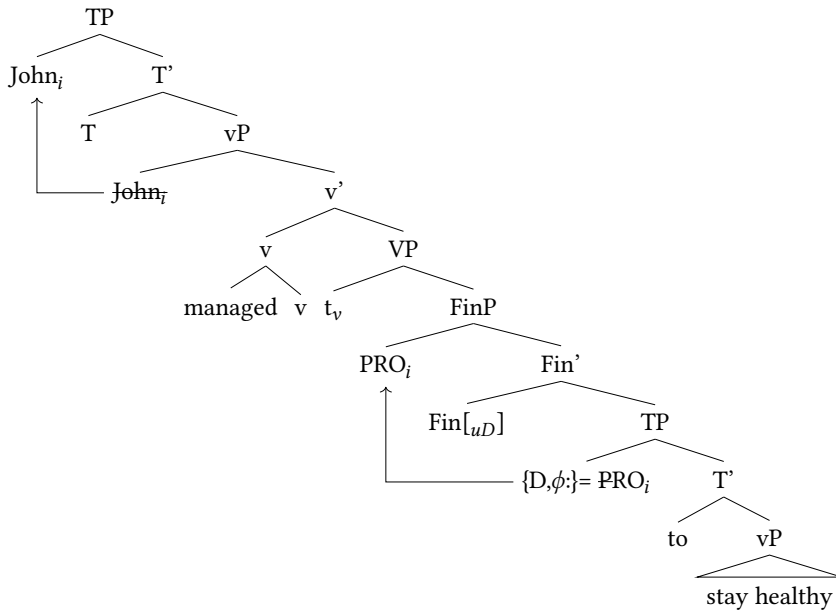 TP
John_i T’
T vP
John_i v’
v VP
managed v t_v FinP
PRO_i Fin’
Fin[_uD] TP
{D,ϕ:}= PRO_i T’
to vP
stay healthy